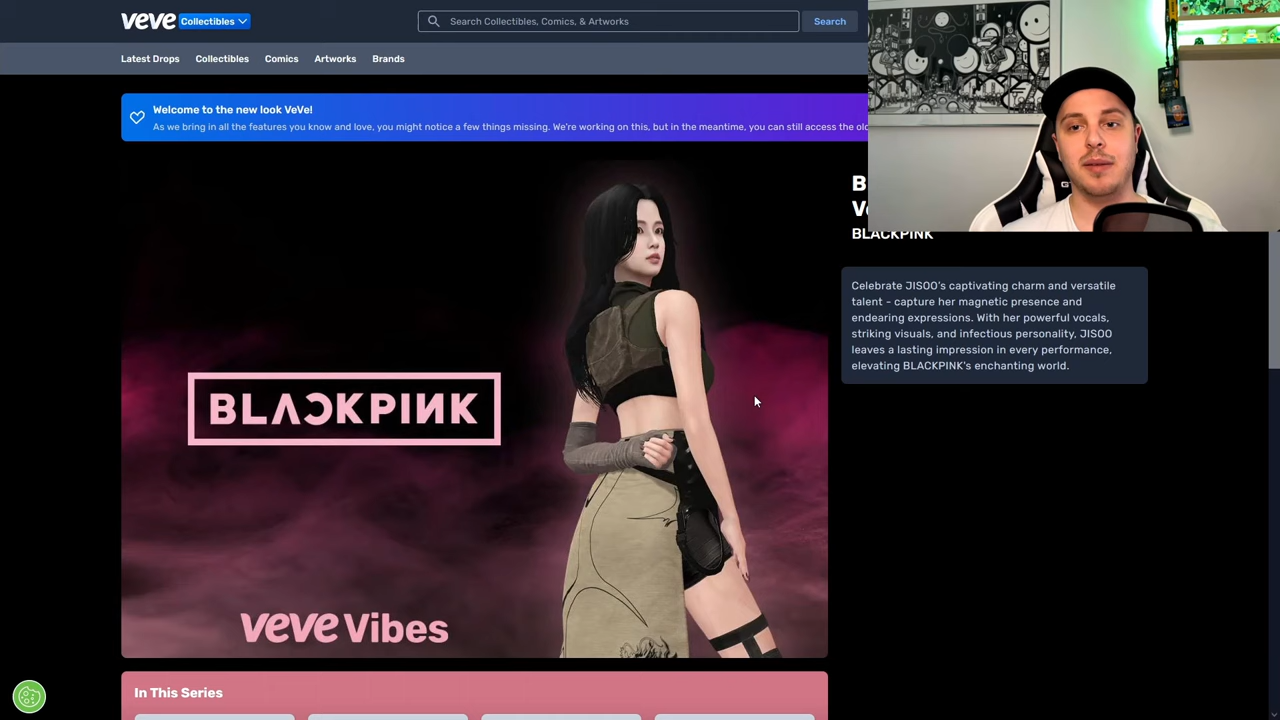 veve
Collectibles
Search Collectibles, Comics, & Artworks
Search
Latest Drops
Collectibles
Comics
Artworks
Brands
Welcome to the new look VeVe!
As we bring in all the features you know and love, you might notice a few things missing. We're working on this, but in the meantime, you can still access the
BLACKPINK
Celebrate JISOO's captivating charm and versatile
talent - capture her magnetic presence and
endearing expressions. With her powerful vocals,
striking visuals, and infectious personality, JISOO
leaves a lasting impression in every performance,
elevating BLACKPINK's enchanting world.
BLACKPINK
veve Vibes
In This Series